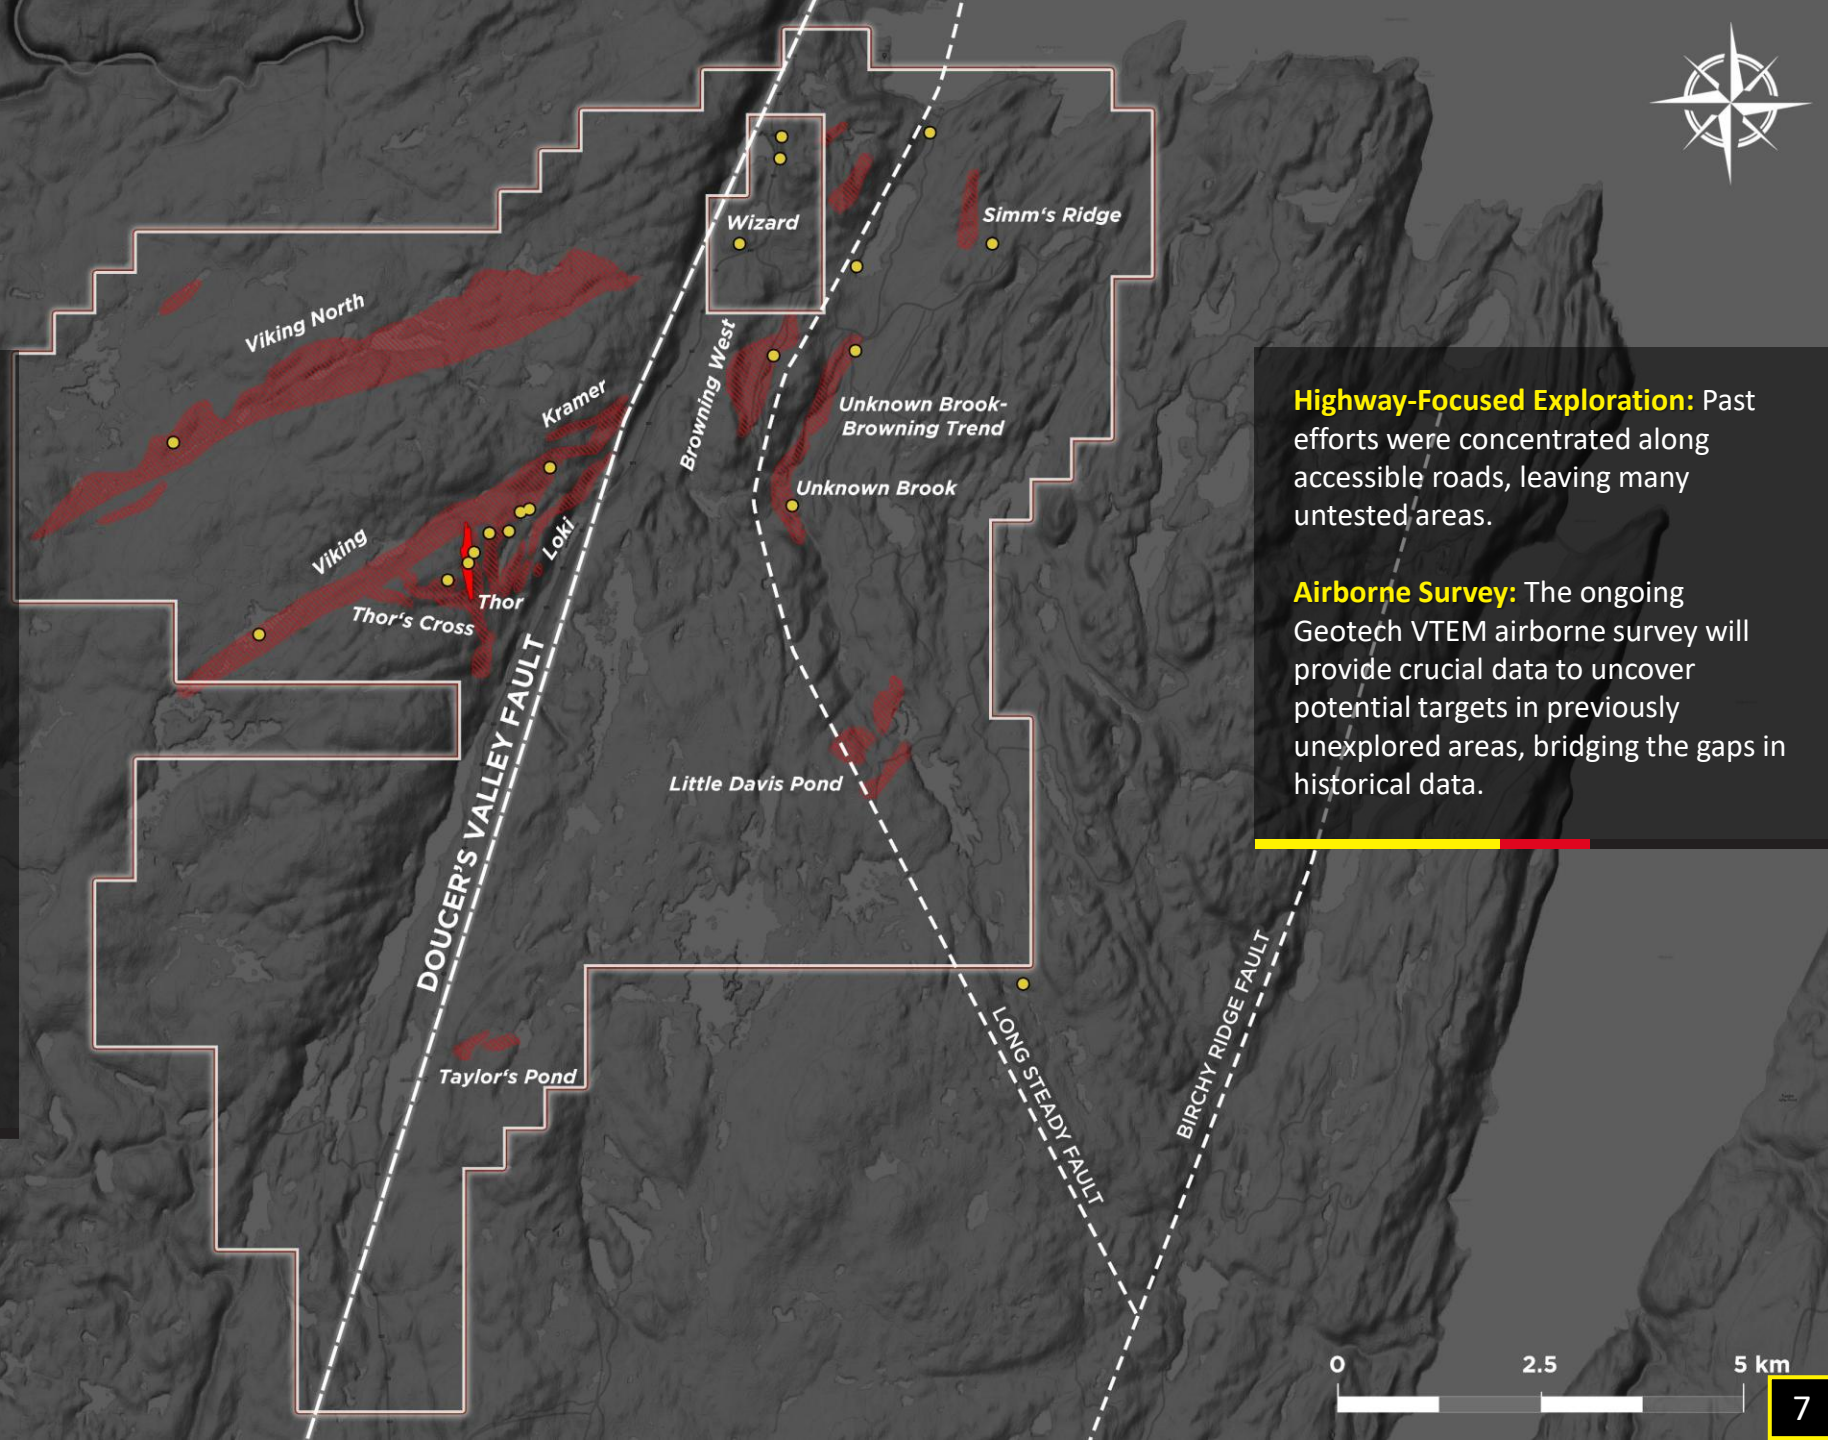 Wizard
Simm's Ridge
Viking North
Kramer
Browning West
Unknown Brook-
Browning Trend
Unknown Brook
Viking
Loki
Thor
Thor's Cross
DOUCER'S VALLEY FAULT
Little Davis Pond
Taylor's Pond
LONG STEADY FAULT
BIRCHY RIDGE FAULT
Highway-Focused Exploration: Past
efforts were concentrated along
accessible roads, leaving many
untested areas.
Airborne Survey: The ongoing
Geotech VTEM airborne survey will
provide crucial data to uncover
potential targets in previously
unexplored areas, bridging the gaps in
historical data.
0 2.5 5 km
7